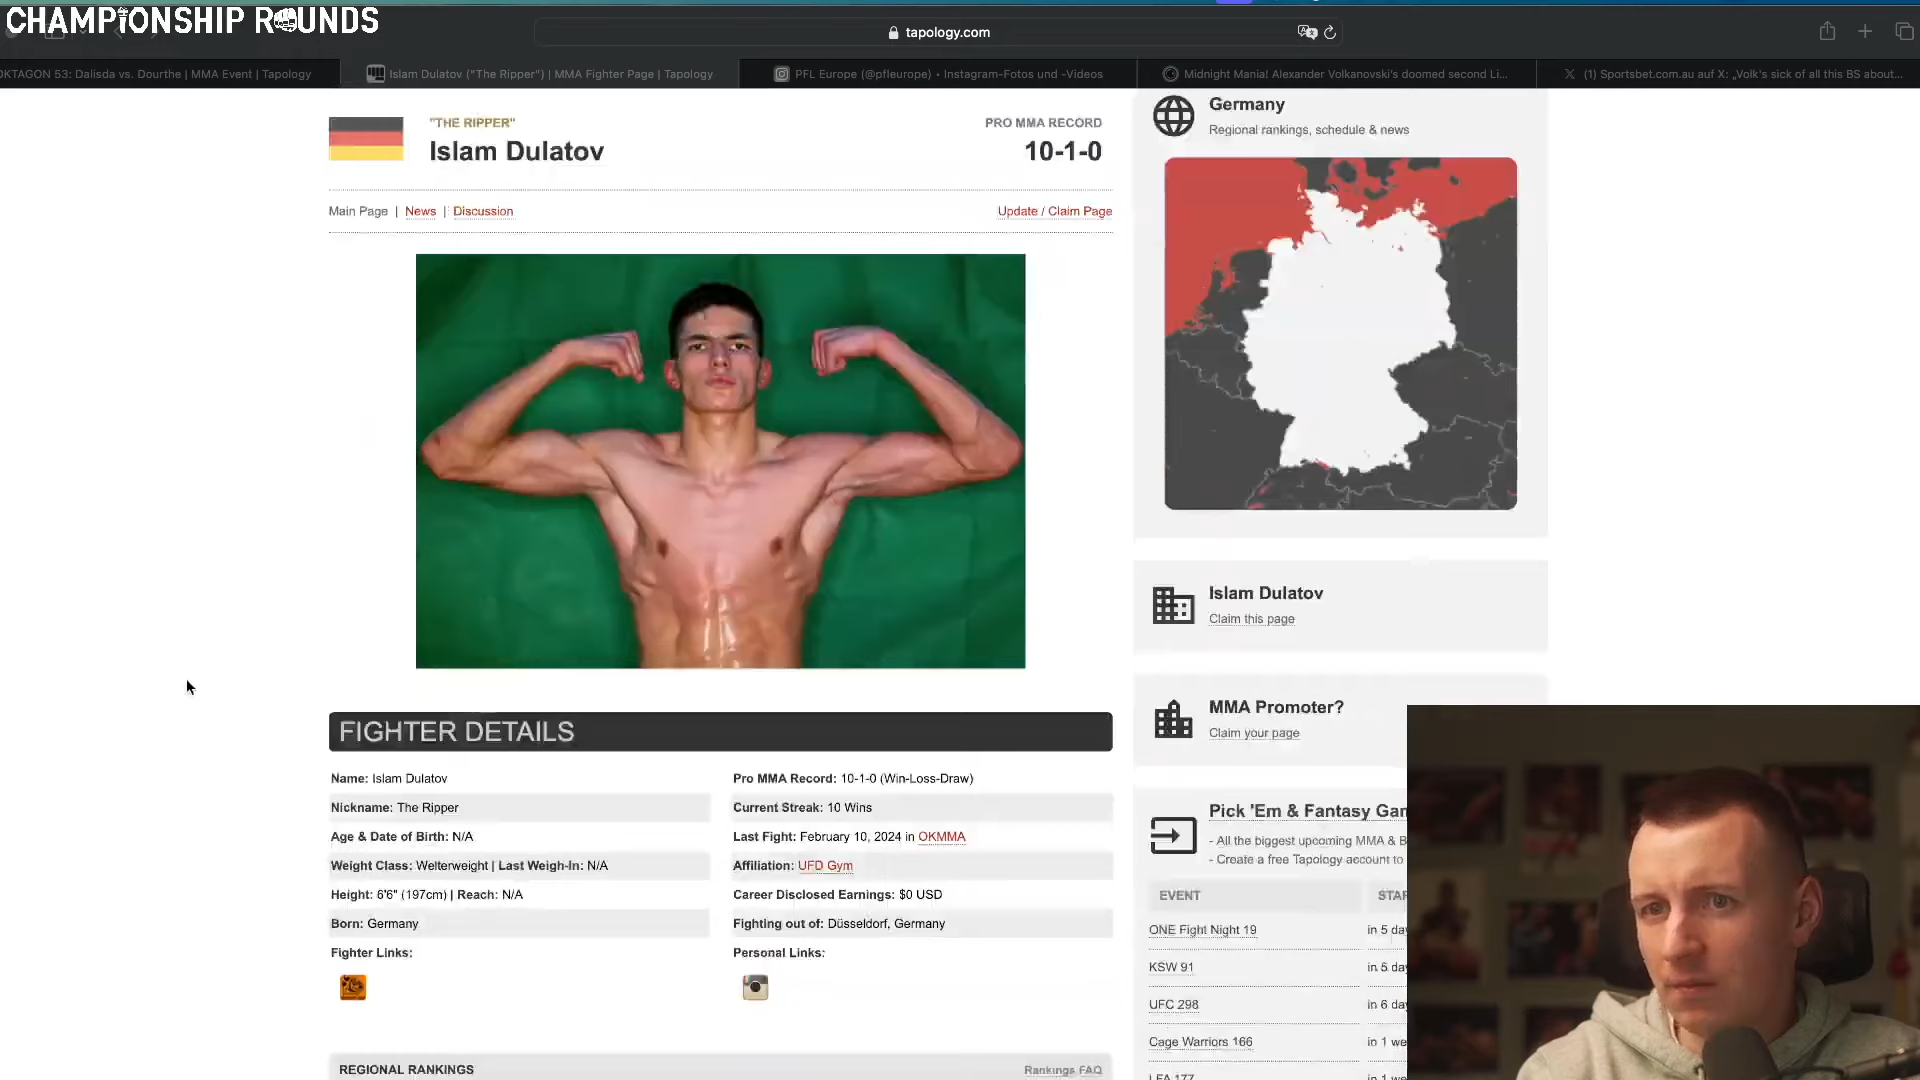 CHAMPIONSHIP ROUNDS
tapology.com
OKTAGON 53: Dalisda vs. Dourthe | MMA Event | Tapology
Islam Dulatov ("The Ripper") | MMA Fighter Page | Tapology
PFL Europe (@pfleurope) • Instagram-Fotos und -Videos
Midnight Mania! Alexander Volkanovski's doomed second Li...
(1) Sportsbet.com.au auf X: „Volk's sick of all this BS about...
"THE RIPPER"
Islam Dulatov
PRO MMA RECORD
10-1-0
Main Page | News | Discussion
Update / Claim Page
Germany
Regional rankings, schedule & news
Islam Dulatov
Claim this page
MMA Promoter?
Claim your page
FIGHTER DETAILS
Name: Islam Dulatov
Pro MMA Record: 10-1-0 (Win-Loss-Draw)
Nickname: The Ripper
Current Streak: 10 Wins
Age & Date of Birth: N/A
Last Fight: February 10, 2024 in OKMMA
Weight Class: Welterweight | Last Weigh-In: N/A
Affiliation: UFD Gym
Height: 6'6" (197cm) | Reach: N/A
Career Disclosed Earnings: $0 USD
Born: Germany
Fighting out of: Düsseldorf, Germany
Fighter Links:
Personal Links:
Pick 'Em & Fantasy Gam
- All the biggest upcoming MMA & B
- Create a free Tapology account to
EVENT
STAR
ONE Fight Night 19
in 5 day
KSW 91
in 5 day
UFC 298
in 6 day
Cage Warriors 166
in 1 we
LFA 177
in 1 we
REGIONAL RANKINGS
Rankings FAQ